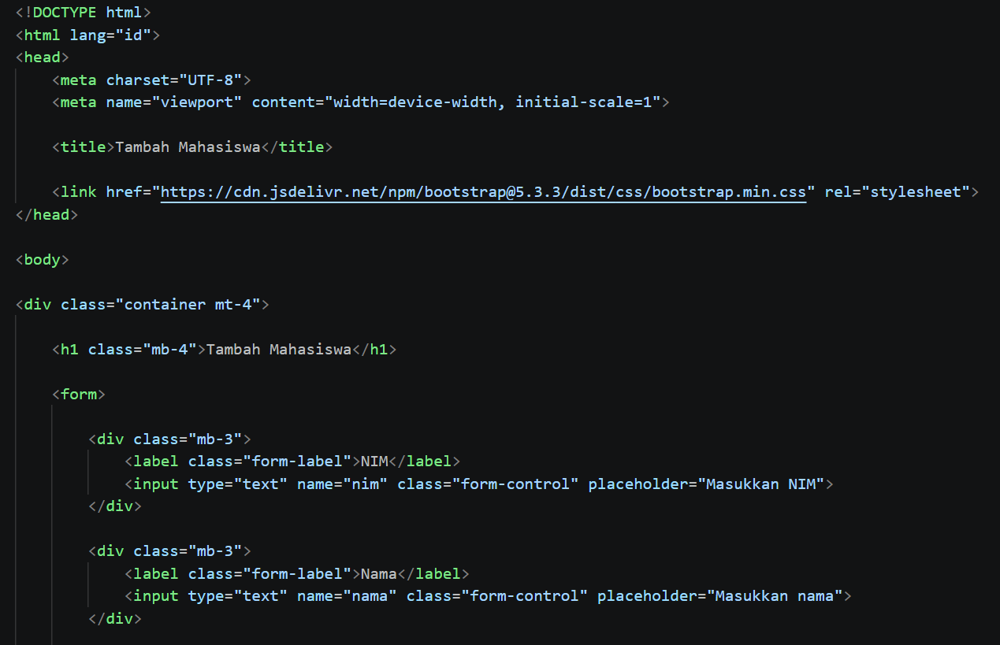 <!DOCTYPE html>
<html lang="id">
<head>
    <meta charset="UTF-8">
    <meta name="viewport" content="width=device-width, initial-scale=1">
    <title>Tambah Mahasiswa</title>
    <link href="https://cdn.jsdelivr.net/npm/bootstrap@5.3.3/dist/css/bootstrap.min.css" rel="stylesheet">
</head>
<body>
<div class="container mt-4">
    <h1 class="mb-4">Tambah Mahasiswa</h1>
    <form>
        <div class="mb-3">
            <label class="form-label">NIM</label>
            <input type="text" name="nim" class="form-control" placeholder="Masukkan NIM">
        </div>
        <div class="mb-3">
            <label class="form-label">Nama</label>
            <input type="text" name="nama" class="form-control" placeholder="Masukkan nama">
        </div>